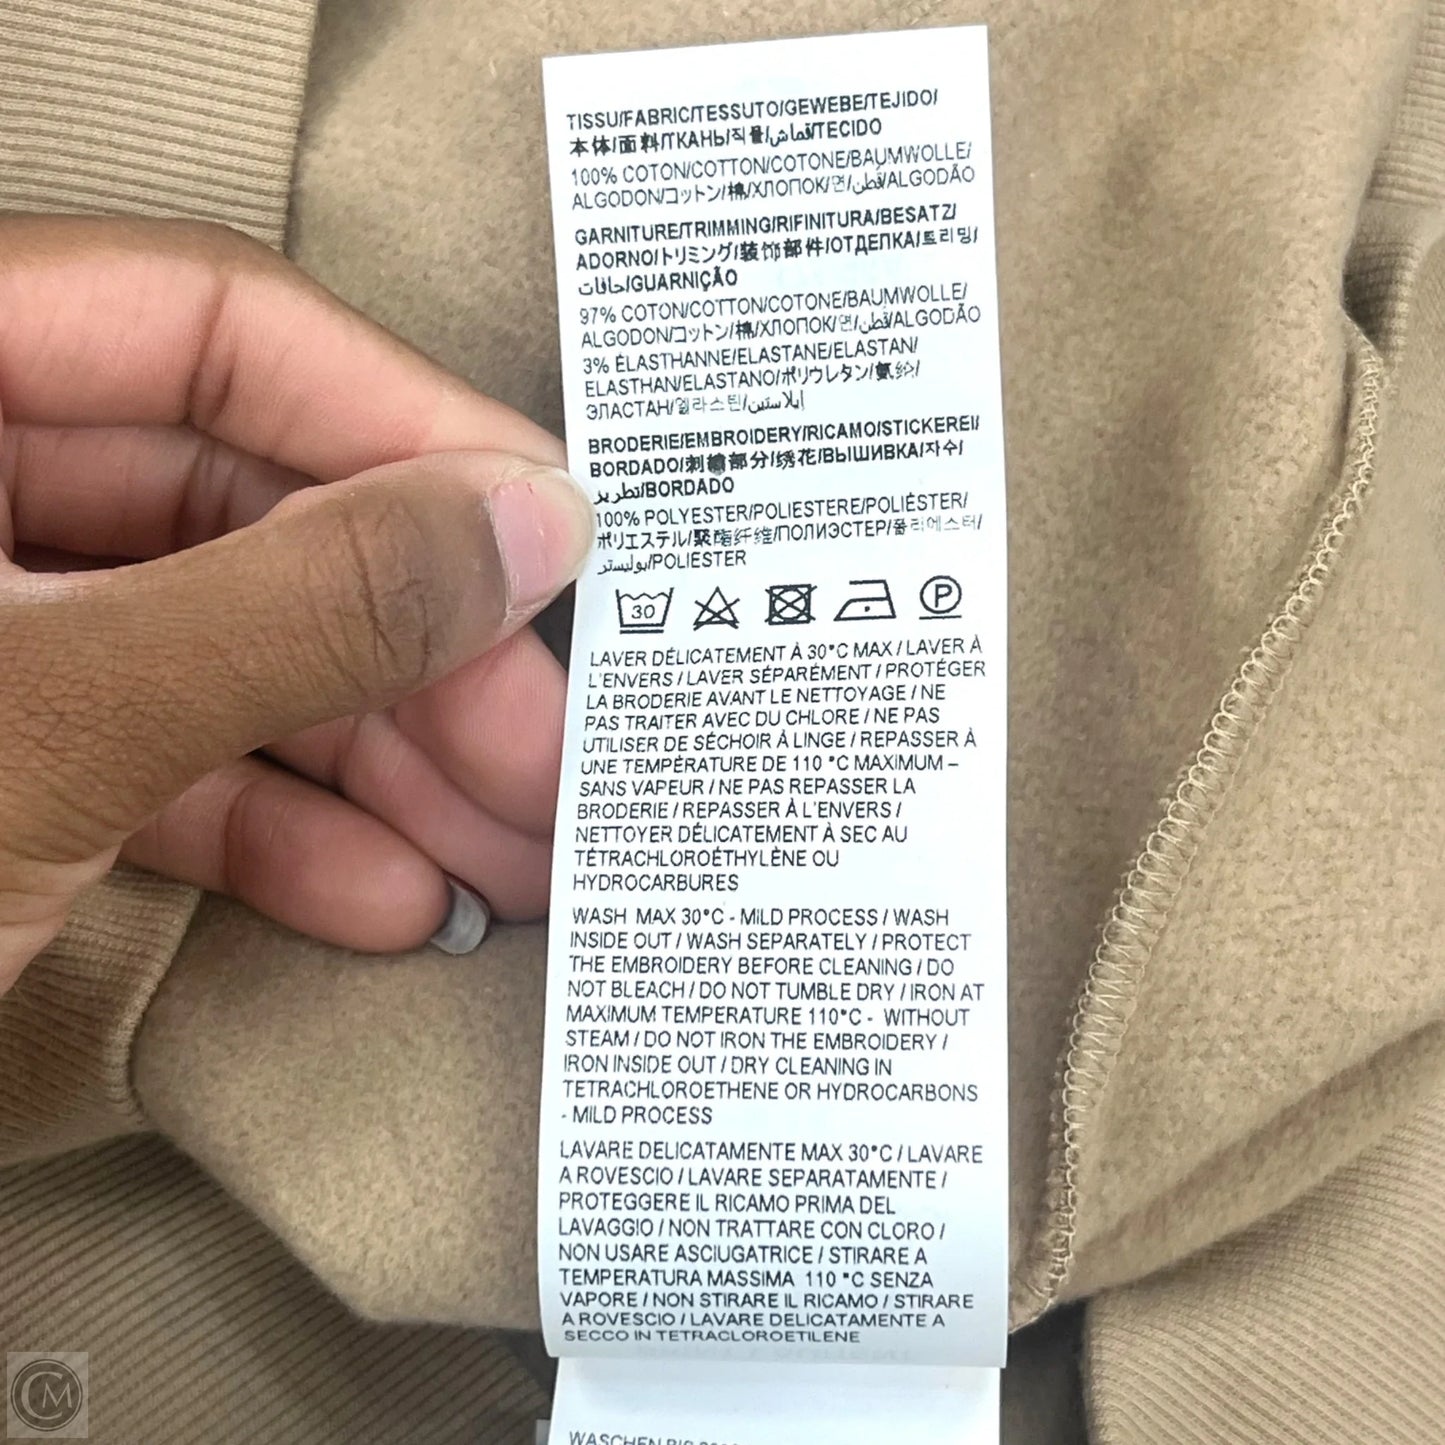 TISSU/FABRIC/TESSUTO/GEWEBE/TEJIDO/
本体/面料/ТКАНЬ/직물/قماش/TECIDO
100% COTON/COTTON/COTONE/BAUMWOLLE/
ALGODON/コットン/棉/ХЛОПОК/면/قطن/ALGODÃO
GARNITURE/TRIMMING/RIFINITURA/BESATZ/
ADORNO/トリミング/装饰部件/ОТДЕПКА/트리밍/
حافات/GUARNIÇÃO
97% COTON/COTTON/COTONE/BAUMWOLLE/
ALGODON/コットン/棉/ХЛОПОК/면/قطن/ALGODÃO
3% ÉLASTHANNE/ELASTANE/ELASTAN/
ELASTHAN/ELASTANO/ポリウレタン/氨纶/
ЭЛАСТАН/엘라스틴/إيلاستين
BRODERIE/EMBROIDERY/RICAMO/STICKEREI/
BORDADO/刺繍部分/绣花/ВЫШИВКА/자수/
تطريز/BORDADO
100% POLYESTER/POLIESTERE/POLIÉSTER/
ポリエステル/聚酯纤维/ПОЛИЭСТЕР/폴리에스터/
بوليستر/POLIESTER
30 P
LAVER DÉLICATEMENT À 30°C MAX / LAVER À
L'ENVERS / LAVER SÉPARÉMENT / PROTÉGER
LA BRODERIE AVANT LE NETTOYAGE / NE
PAS TRAITER AVEC DU CHLORE / NE PAS
UTILISER DE SÉCHOIR À LINGE / REPASSER À
UNE TEMPÉRATURE DE 110 °C MAXIMUM –
SANS VAPEUR / NE PAS REPASSER LA
BRODERIE / REPASSER À L'ENVERS /
NETTOYER DÉLICATEMENT À SEC AU
TÉTRACHLOROÉTHYLÈNE OU
HYDROCARBURES
WASH MAX 30°C - MILD PROCESS / WASH
INSIDE OUT / WASH SEPARATELY / PROTECT
THE EMBROIDERY BEFORE CLEANING / DO
NOT BLEACH / DO NOT TUMBLE DRY / IRON AT
MAXIMUM TEMPERATURE 110°C - WITHOUT
STEAM / DO NOT IRON THE EMBROIDERY /
IRON INSIDE OUT / DRY CLEANING IN
TETRACHLOROETHENE OR HYDROCARBONS
- MILD PROCESS
LAVARE DELICATAMENTE MAX 30°C / LAVARE
A ROVESCIO / LAVARE SEPARATAMENTE /
PROTEGGERE IL RICAMO PRIMA DEL
LAVAGGIO / NON TRATTARE CON CLORO /
NON USARE ASCIUGATRICE / STIRARE A
TEMPERATURA MASSIMA 110 °C SENZA
VAPORE / NON STIRARE IL RICAMO / STIRARE
A ROVESCIO / LAVARE DELICATAMENTE A
SECCO IN TETRACLOROETILENE
WASCHEN BIS
CM